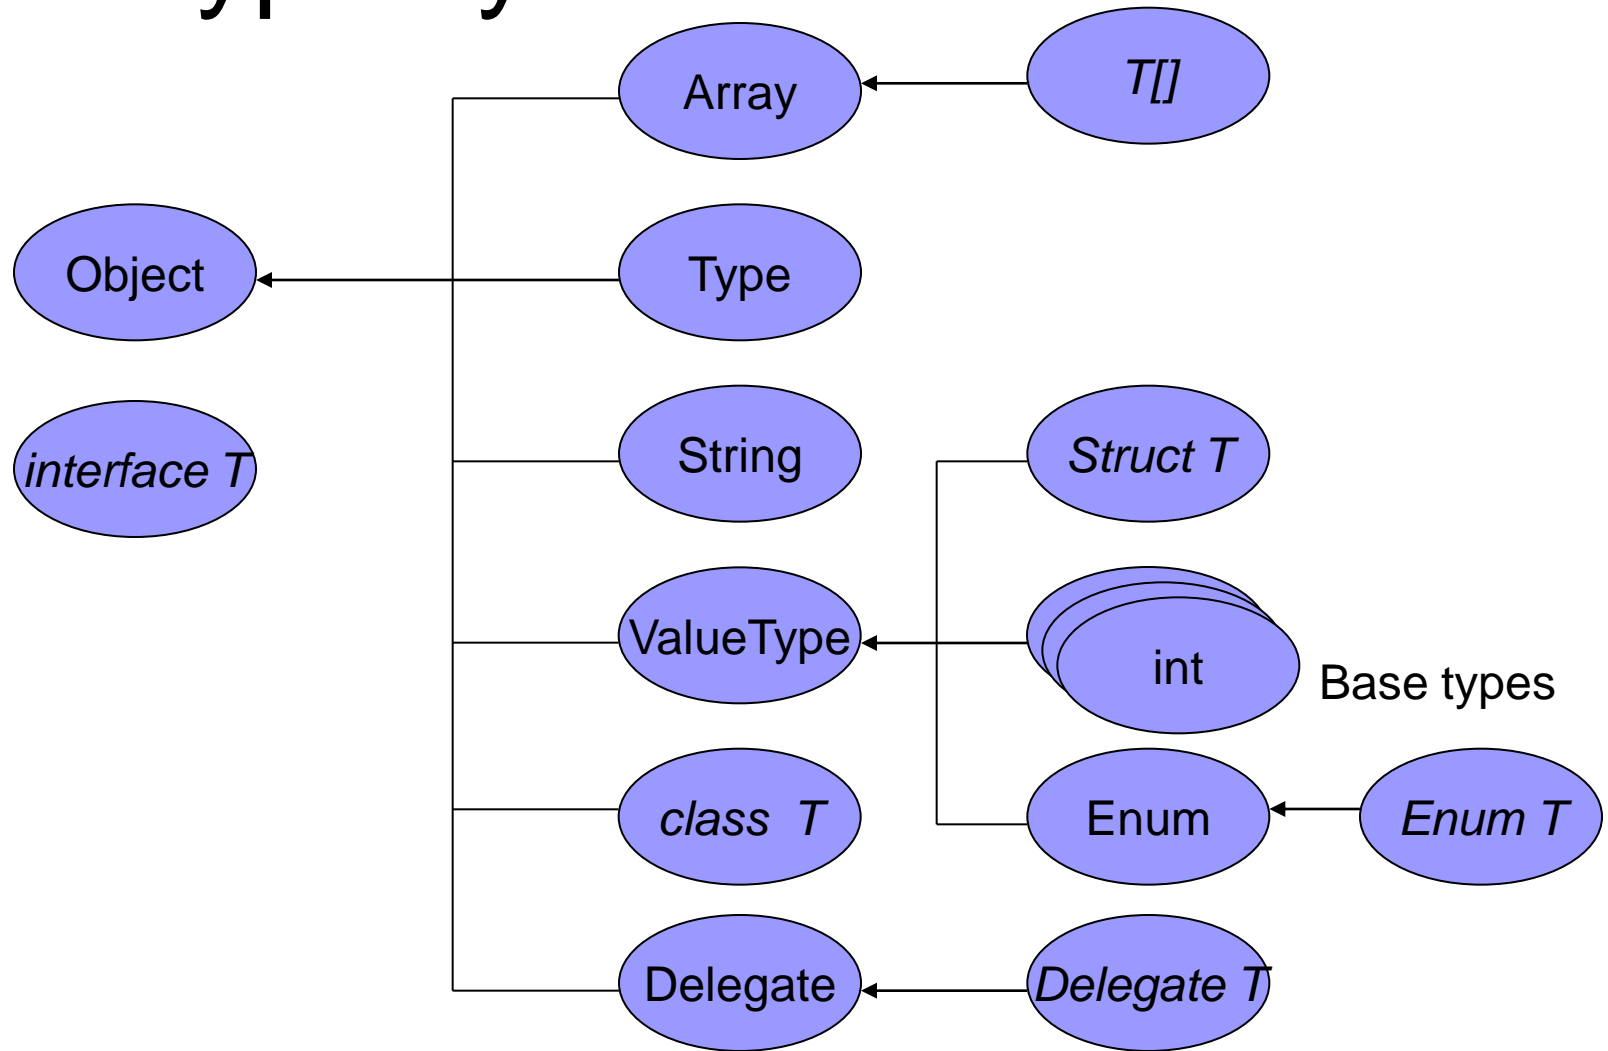 Array
T[]
Object
Type
interface T
String
Struct T
ValueType
int
Base types
class T
Enum
Enum T
Delegate
Delegate T